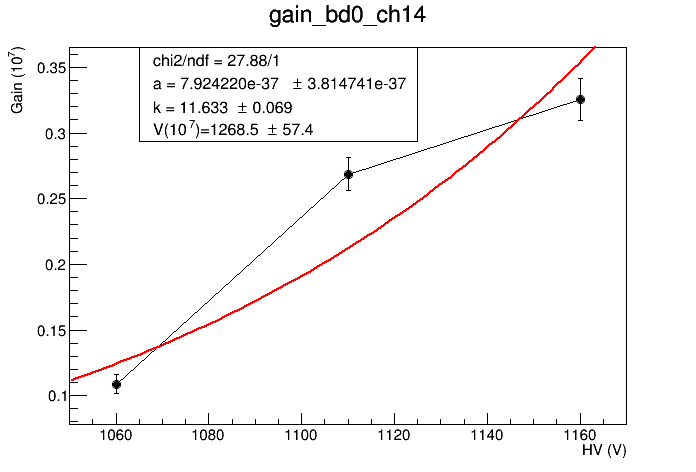 gain_bd0_ch14
chi2/ndf = 27.88/1
a = 7.924220e-37 ± 3.814741e-37
k = 11.633 ± 0.069
V(10^7)=1268.5 ± 57.4
Gain (10^7)
0.35
0.3
0.25
0.2
0.15
0.1
1060 1080 1100 1120 1140 1160
HV (V)